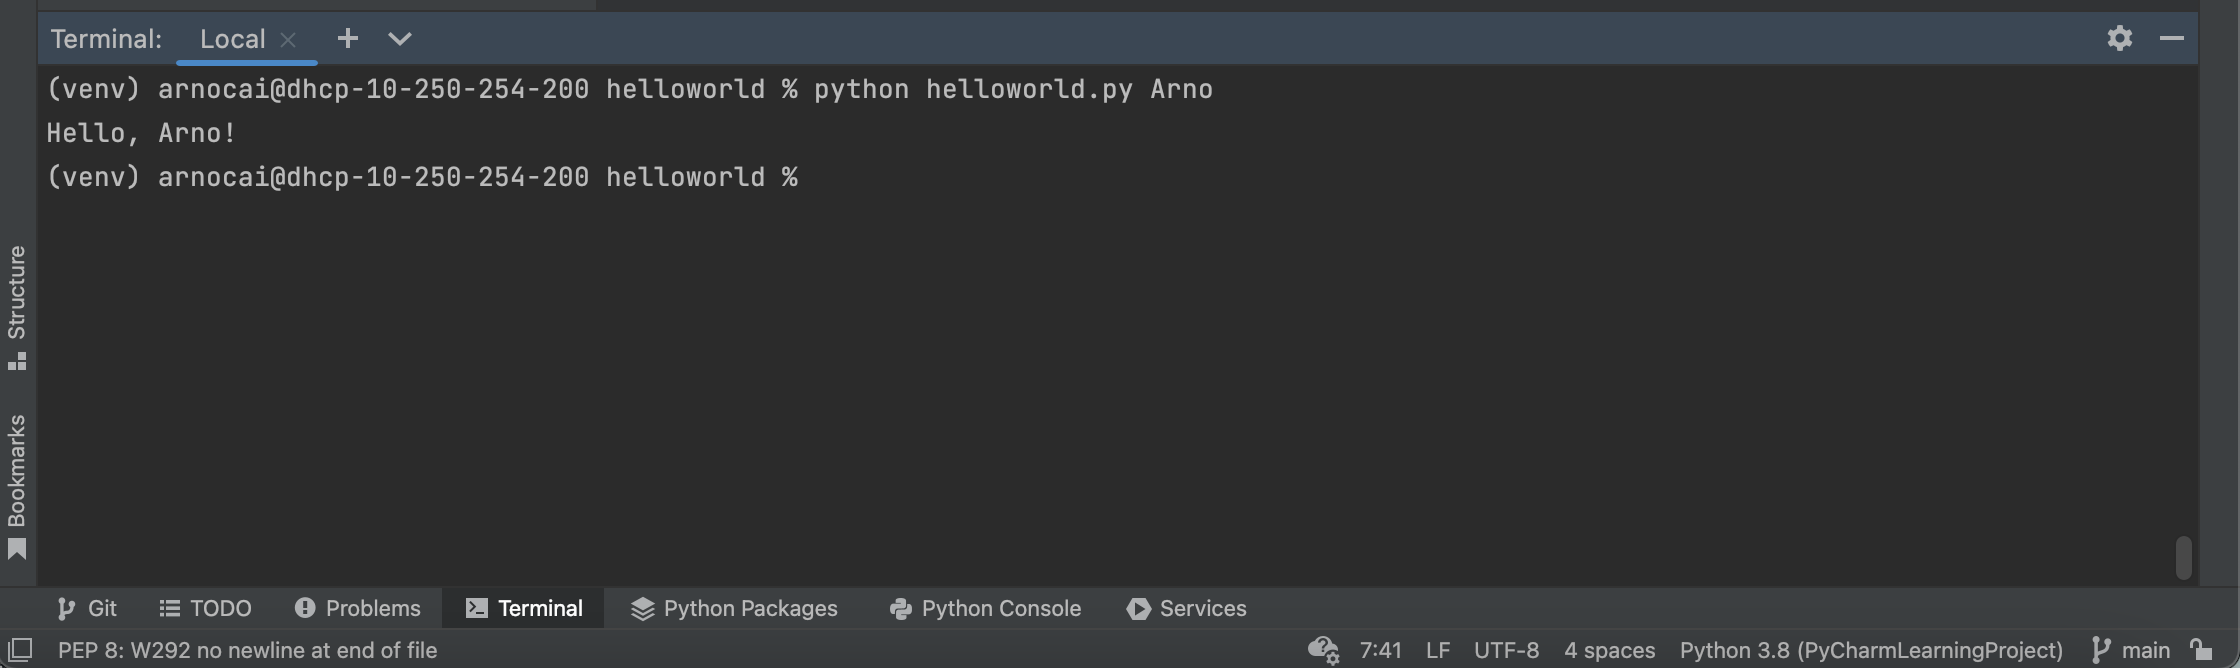 Terminal: Local
(venv) arnocai@dhcp-10-250-254-200 helloworld % python helloworld.py Arno
Hello, Arno!
(venv) arnocai@dhcp-10-250-254-200 helloworld %
Structure
Bookmarks
Git TODO Problems Terminal Python Packages Python Console Services
PEP 8: W292 no newline at end of file 7:41 LF UTF-8 4 spaces Python 3.8 (PyCharmLearningProject) main